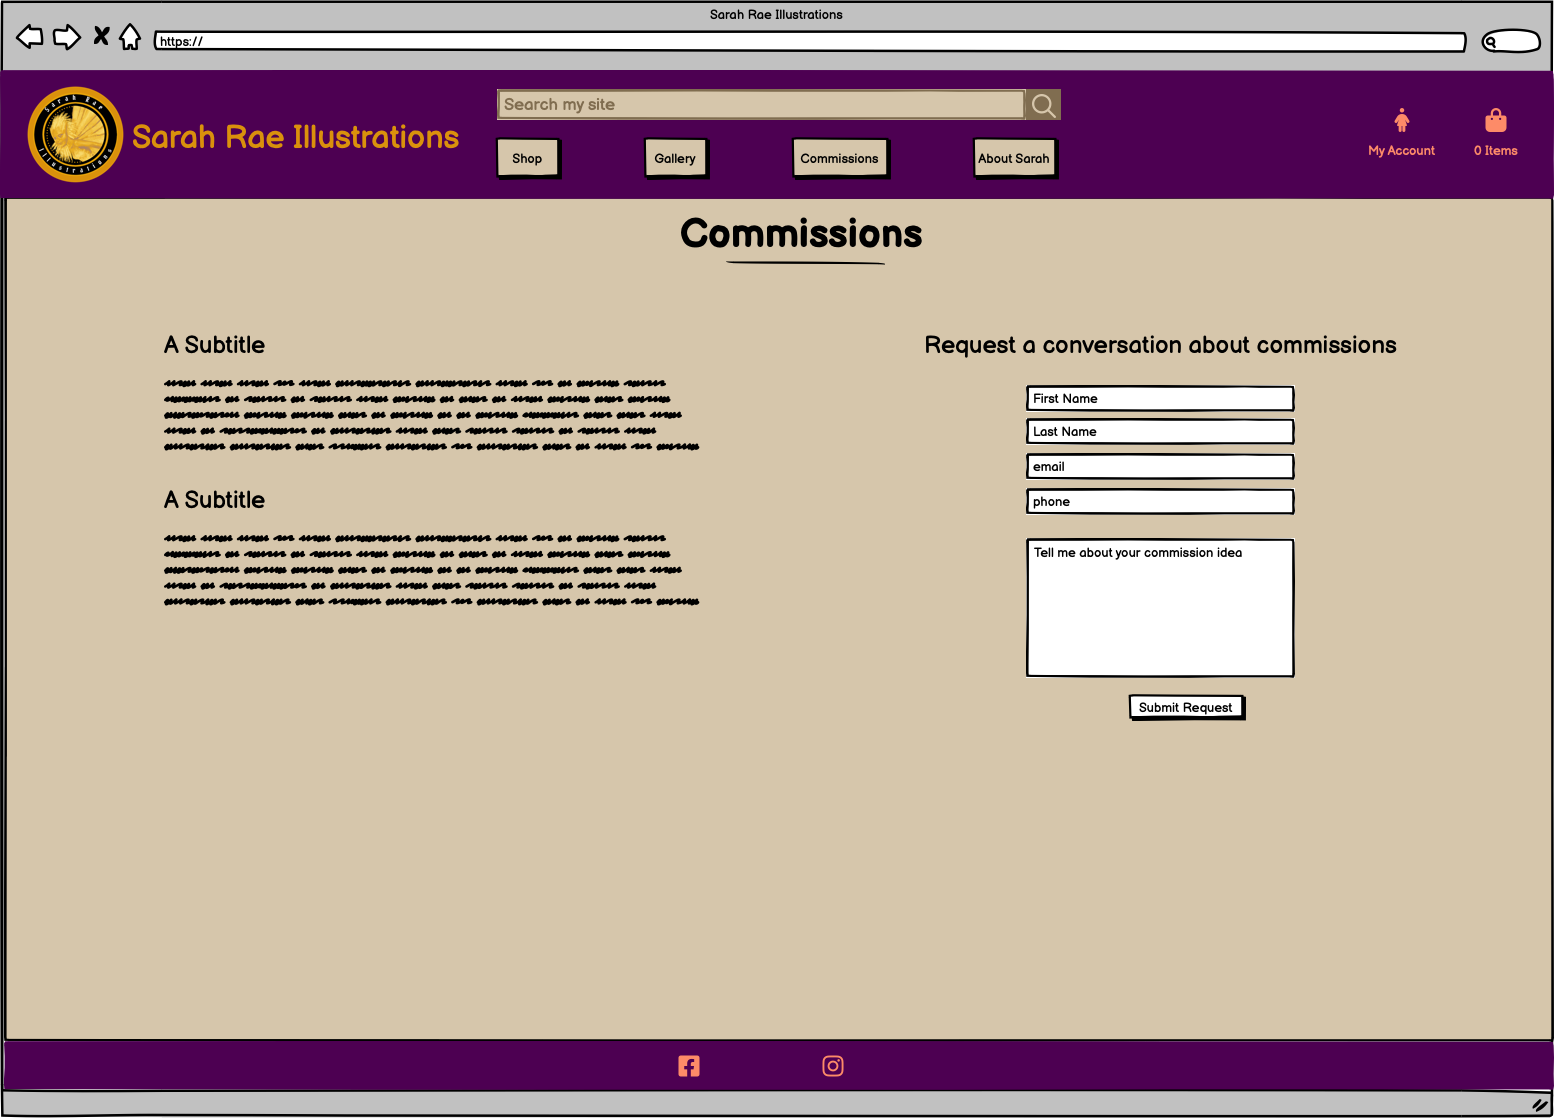 Sarah Rae Illustrations
https://
Sarah Rae
Illustrations
Sarah Rae Illustrations
Search my site
Shop
Gallery
Commissions
About Sarah
My Account
0 Items
Commissions
A Subtitle
A Subtitle
Request a conversation about commissions
First Name
Last Name
email
phone
Tell me about your commission idea
Submit Request